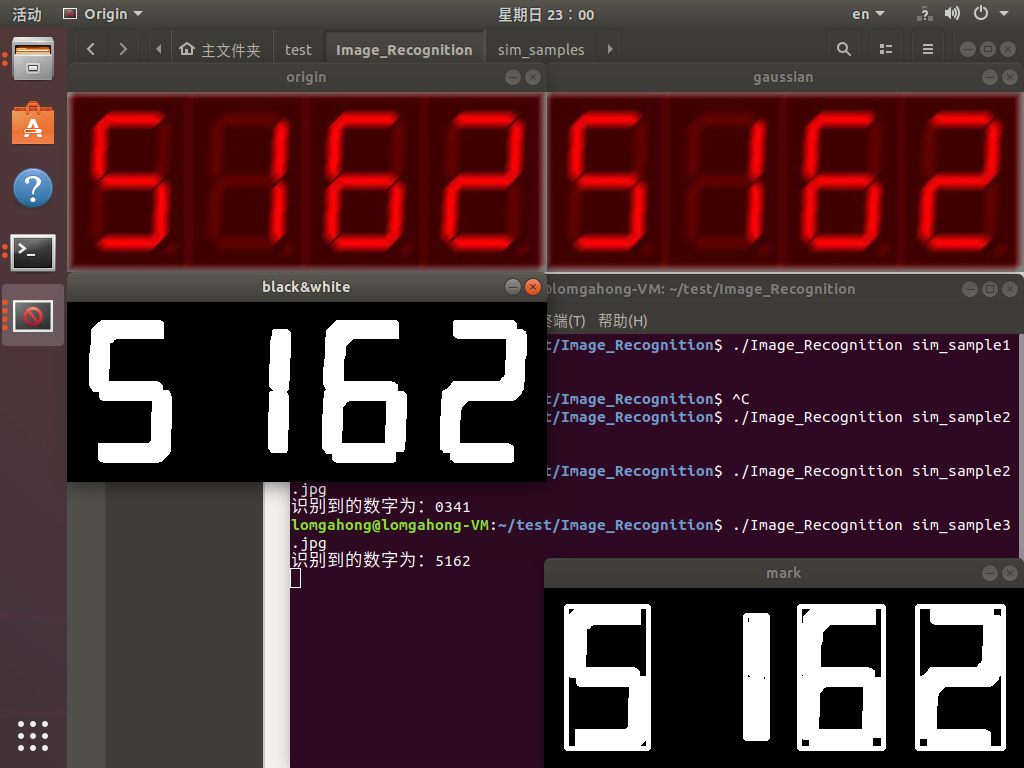 活动
Origin
星期日 23：00
en
主文件夹
test
Image_Recognition
sim_samples
origin
gaussian
5162
5162
black&white
@lomgahong-VM: ~/test/Image_Recognition
终端(T) 帮助(H)
5162
t/Image_Recognition$ ./Image_Recognition sim_sample1
t/Image_Recognition$ ^C
t/Image_Recognition$ ./Image_Recognition sim_sample2
t/Image_Recognition$ ./Image_Recognition sim_sample2
.jpg
识别到的数字为：0341
lomgahong@lomgahong-VM:~/test/Image_Recognition$ ./Image_Recognition sim_sample3
.jpg
识别到的数字为：5162
mark
5162